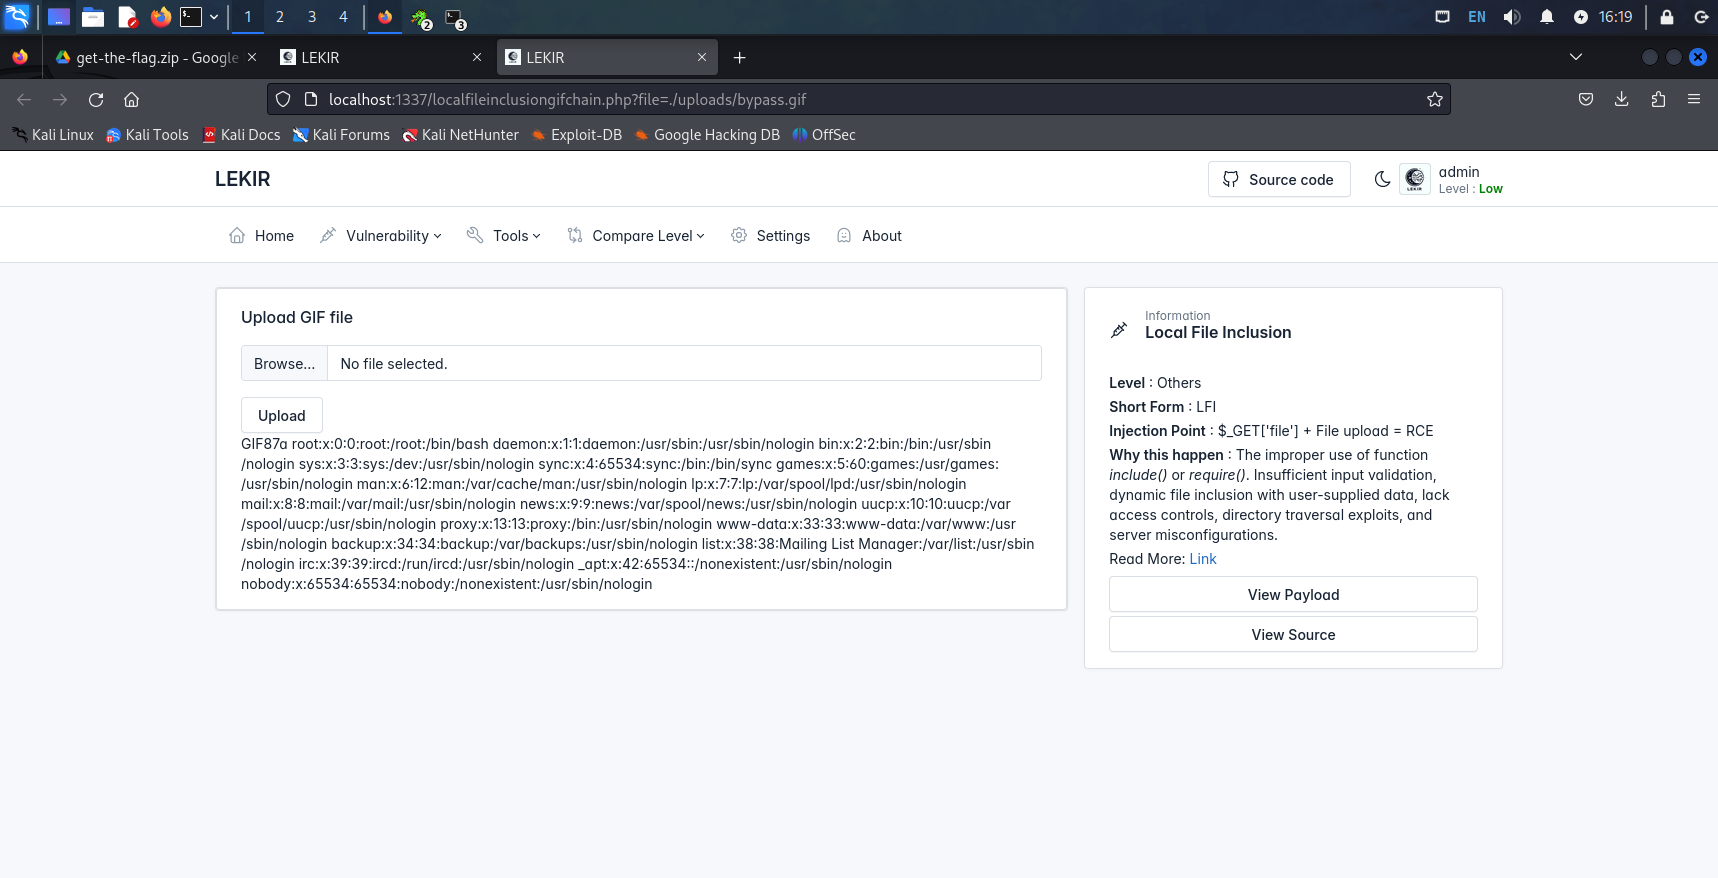 1 2 3 4 2 3 EN 16:19
get-the-flag.zip - Google LEKIR LEKIR
localhost:1337/localfileinclusiongifchain.php?file=./uploads/bypass.gif
Kali Linux Kali Tools Kali Docs Kali Forums Kali NetHunter Exploit-DB Google Hacking DB OffSec
LEKIR
Source code
admin
Level : Low
Home Vulnerability Tools Compare Level Settings About
Upload GIF file
Browse... No file selected.
Upload
GIF87a root:x:0:0:root:/root:/bin/bash daemon:x:1:1:daemon:/usr/sbin:/usr/sbin/nologin bin:x:2:2:bin:/bin:/usr/sbin
/nologin sys:x:3:3:sys:/dev:/usr/sbin/nologin sync:x:4:65534:sync:/bin:/bin/sync games:x:5:60:games:/usr/games:
/usr/sbin/nologin man:x:6:12:man:/var/cache/man:/usr/sbin/nologin lp:x:7:7:lp:/var/spool/lpd:/usr/sbin/nologin
mail:x:8:8:mail:/var/mail:/usr/sbin/nologin news:x:9:9:news:/var/spool/news:/usr/sbin/nologin uucp:x:10:10:uucp:/var
/spool/uucp:/usr/sbin/nologin proxy:x:13:13:proxy:/bin:/usr/sbin/nologin www-data:x:33:33:www-data:/var/www:/usr
/sbin/nologin backup:x:34:34:backup:/var/backups:/usr/sbin/nologin list:x:38:38:Mailing List Manager:/var/list:/usr/sbin
/nologin irc:x:39:39:ircd:/run/ircd:/usr/sbin/nologin _apt:x:42:65534::/nonexistent:/usr/sbin/nologin
nobody:x:65534:65534:nobody:/nonexistent:/usr/sbin/nologin
Information
Local File Inclusion
Level : Others
Short Form : LFI
Injection Point : $_GET['file'] + File upload = RCE
Why this happen : The improper use of function
include() or require(). Insufficient input validation,
dynamic file inclusion with user-supplied data, lack
access controls, directory traversal exploits, and
server misconfigurations.
Read More: Link
View Payload
View Source